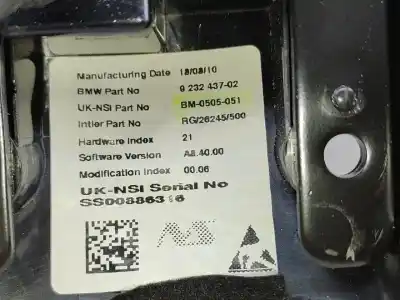 Manufacturing Date 18/08/10
BMW Part No 9 232 437-02
UK-NSI Part No BM-0505-051
Intier Part No RG/26245/500
Hardware Index 21
Software Version A8.40.00
Modification Index 00.06
UK-NSI Serial No
SS00886316